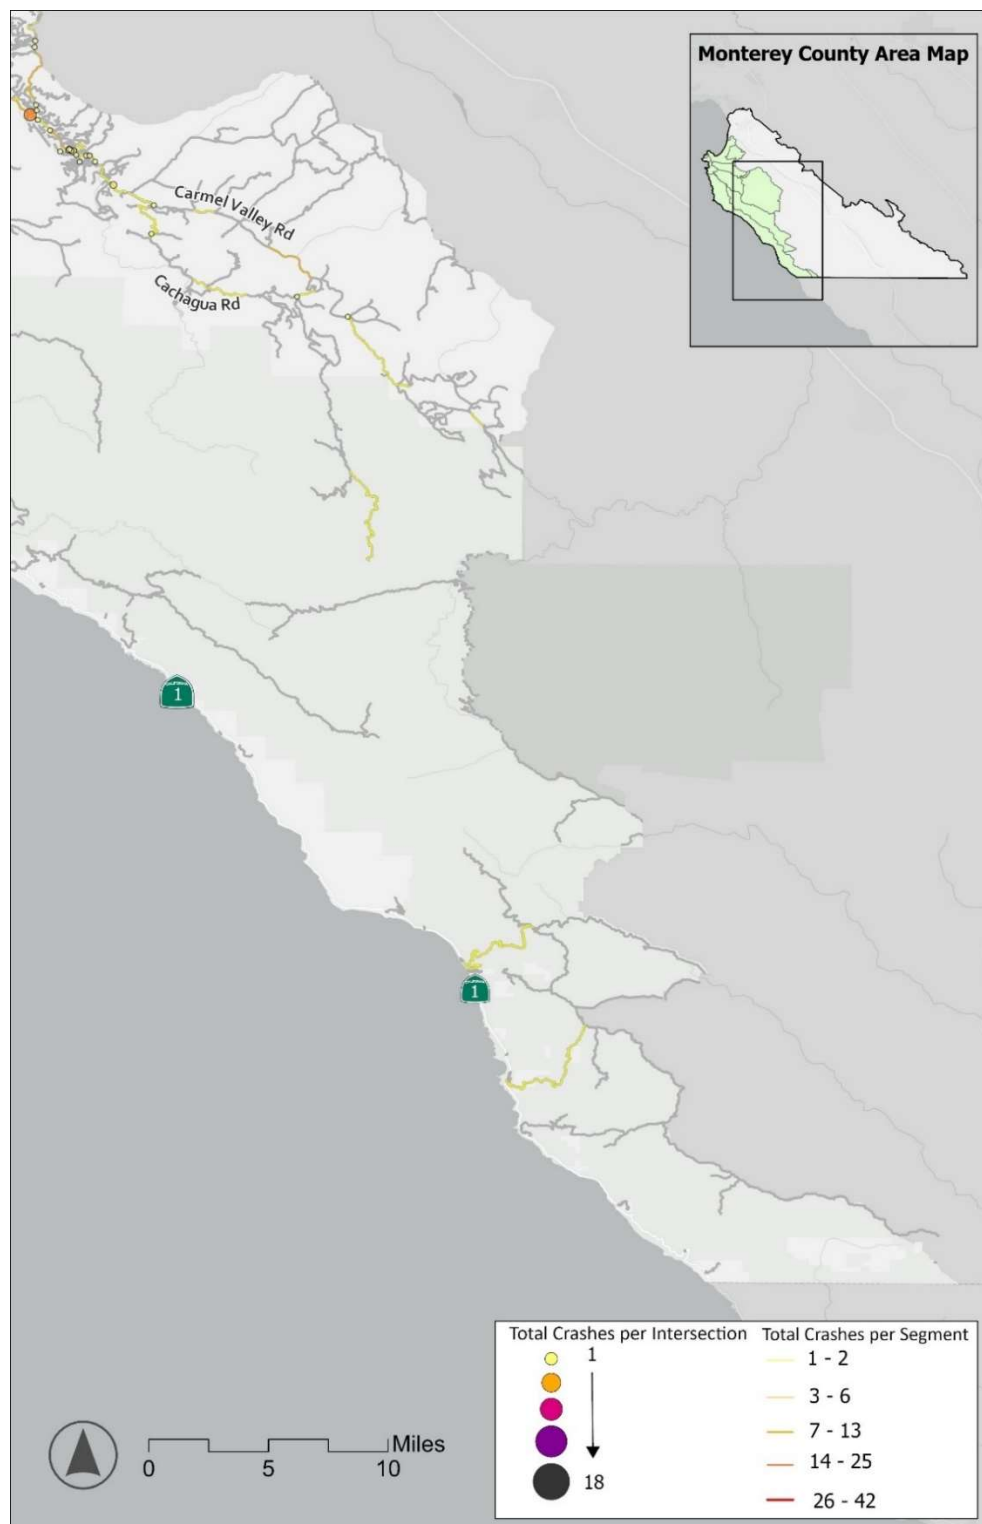 Monterey County Area Map
Carmel Valley Rd
Cachagua Rd
1
1
Total Crashes per Intersection
1
18
Total Crashes per Segment
1 - 2
3 - 6
7 - 13
14 - 25
26 - 42
Miles
0 5 10